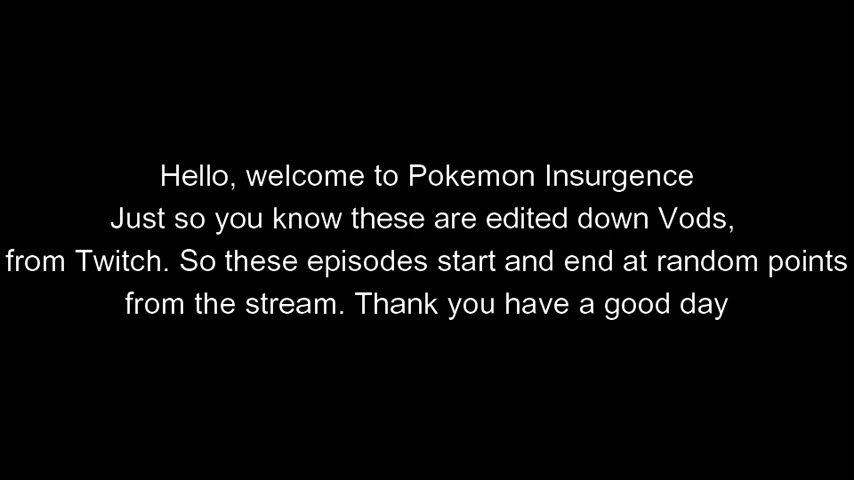 Hello, welcome to Pokemon Insurgence
Just so you know these are edited down Vods,
from Twitch. So these episodes start and end at random points
from the stream. Thank you have a good day